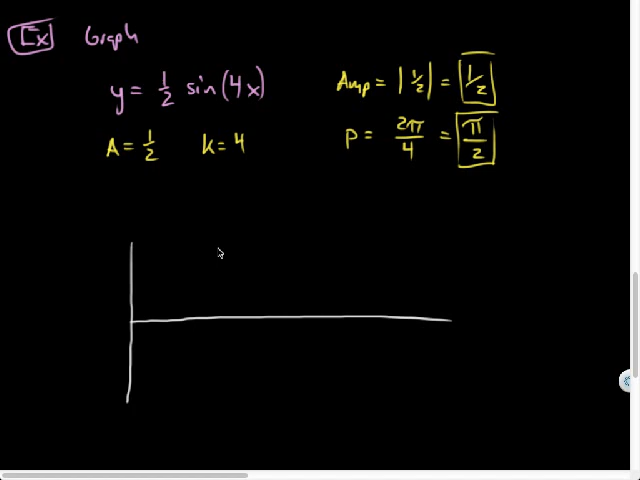 Ex Graph
y = 1/2 sin(4x)
A = 1/2 k = 4
Amp = |1/2| = 1/2
P = 2π/4 = π/2